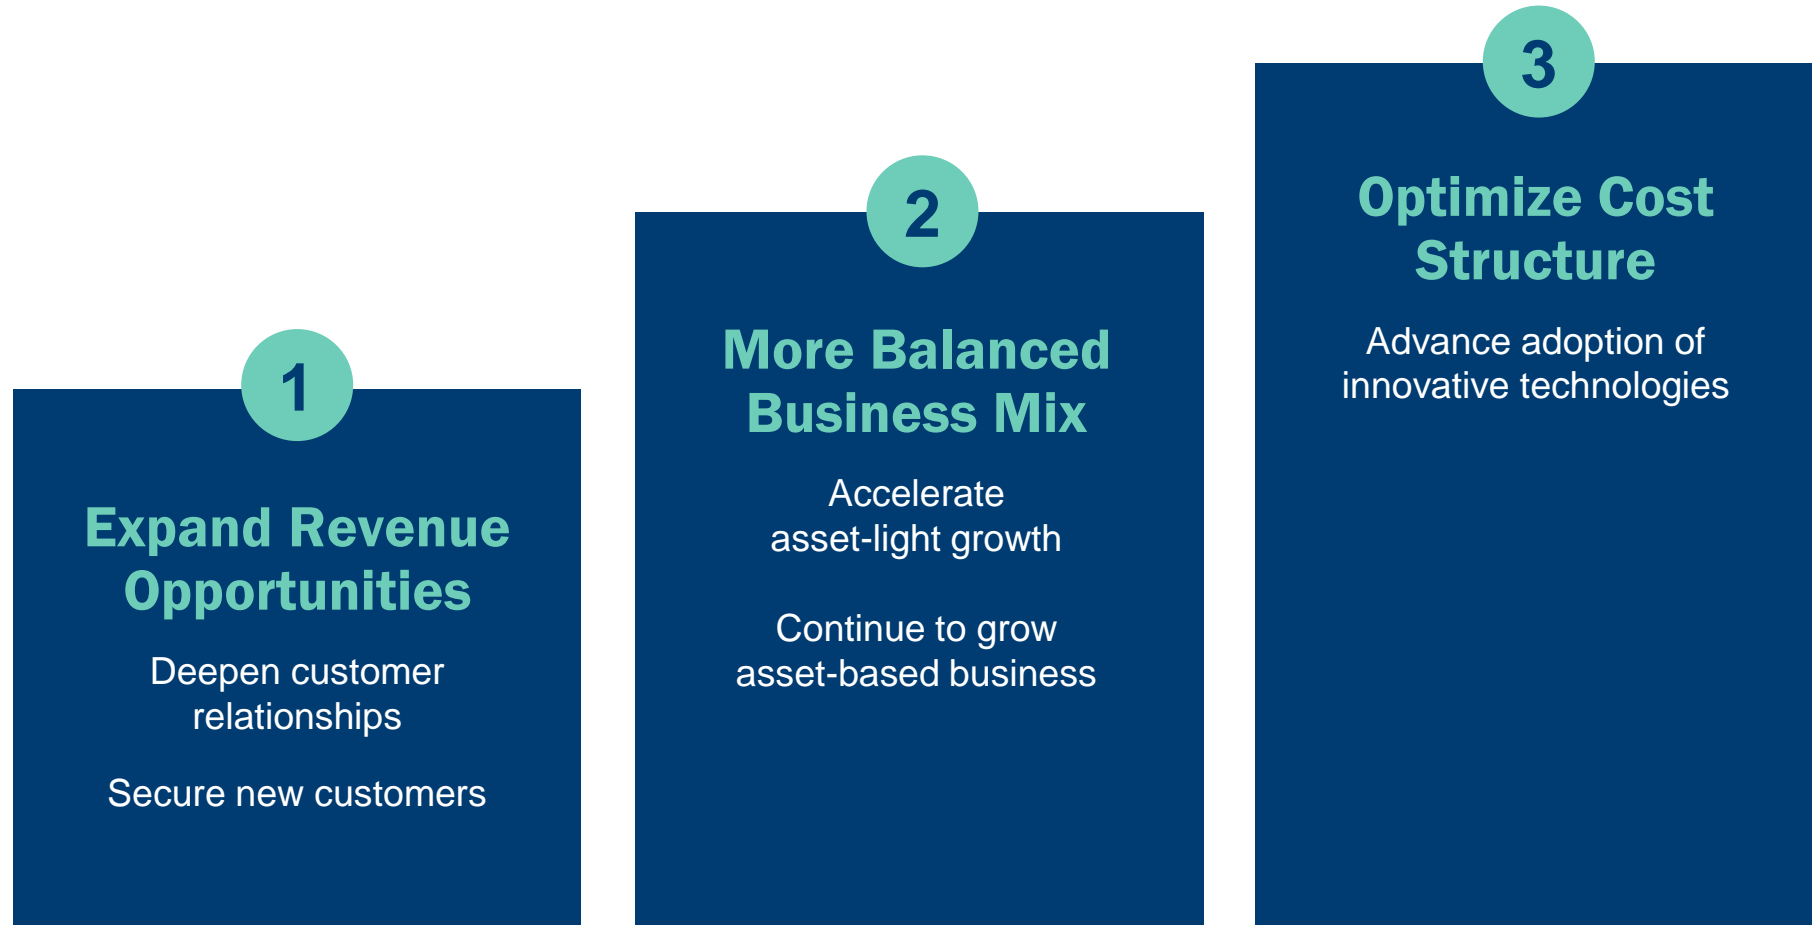 1
Expand Revenue
Opportunities
Deepen customer
relationships
Secure new customers
2
More Balanced
Business Mix
Accelerate
asset-light growth
Continue to grow
asset-based business
3
Optimize Cost
Structure
Advance adoption of
innovative technologies